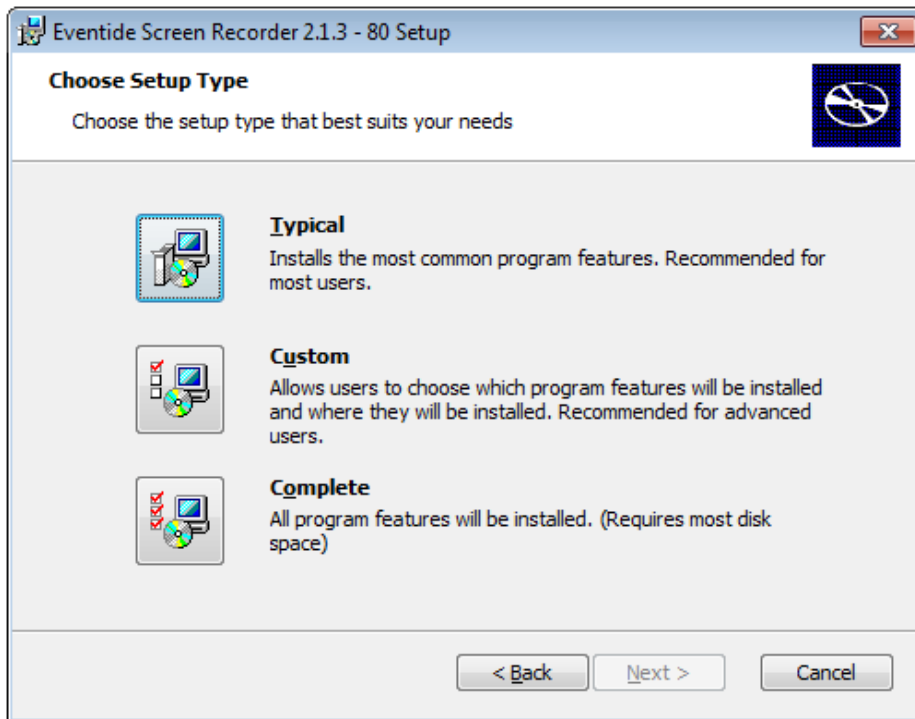 Eventide Screen Recorder 2.1.3 - 80 Setup
Choose Setup Type
Choose the setup type that best suits your needs
Typical
Installs the most common program features. Recommended for
most users.
Custom
Allows users to choose which program features will be installed
and where they will be installed. Recommended for advanced
users.
Complete
All program features will be installed. (Requires most disk
space)
< Back
Next >
Cancel